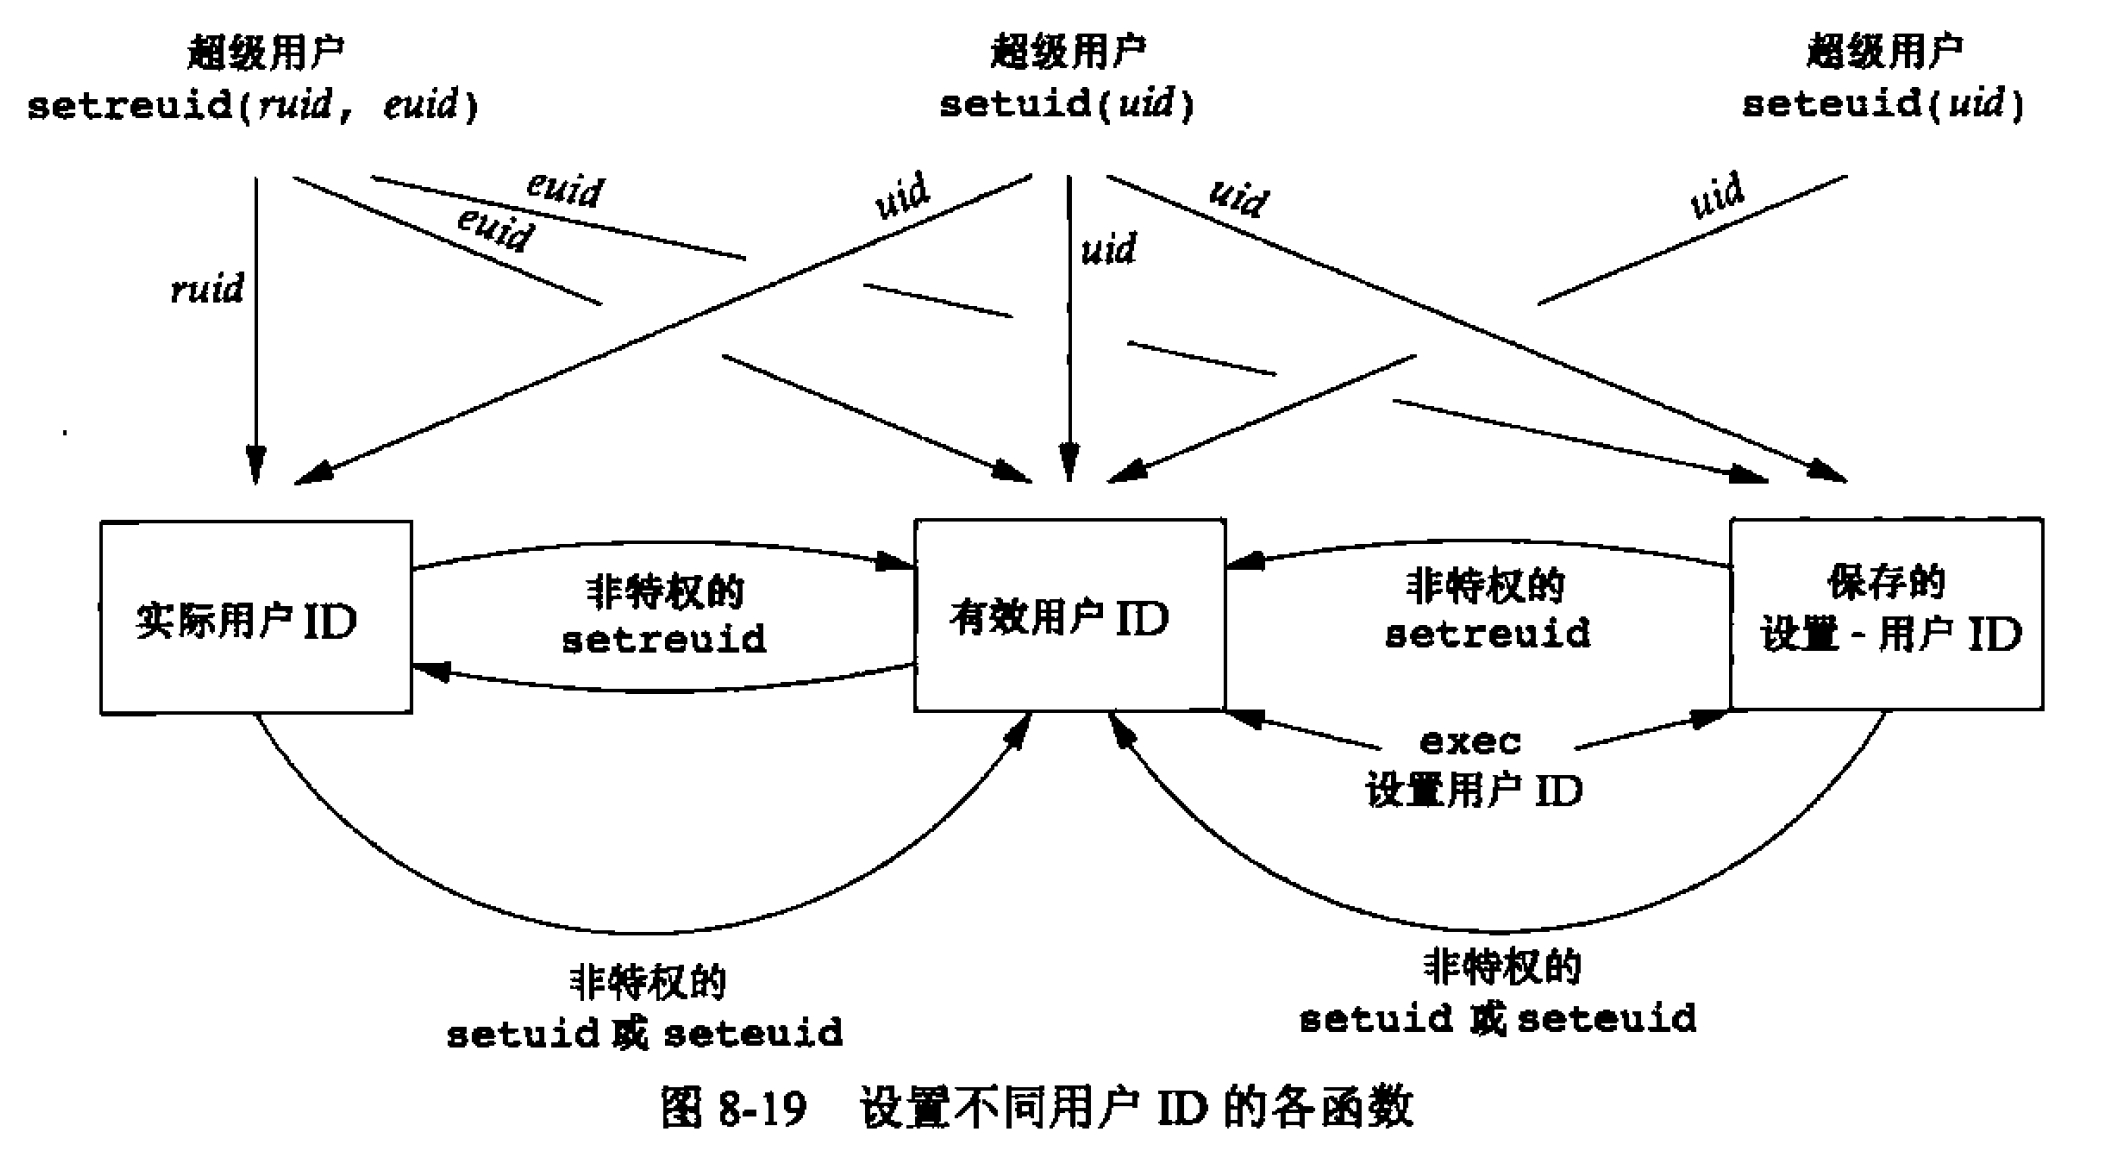 超级用户
setreuid(ruid, euid)
超级用户
setuid(uid)
超级用户
seteuid(uid)
euid
euid
ruid
uid
uid
uid
uid
实际用户 ID
非特权的
setreuid
有效用户 ID
非特权的
setreuid
保存的
设置 - 用户 ID
exec
设置用户 ID
非特权的
setuid 或 seteuid
非特权的
setuid 或 seteuid
图 8-19 设置不同用户 ID 的各函数